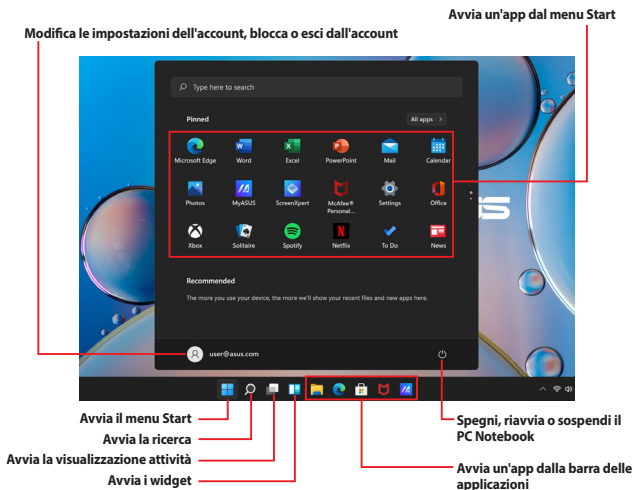 Avvia un'app dal menu Start
Modifica le impostazioni dell'account, blocca o esci dall'account
Type here to search
Pinned
All apps >
Microsoft Edge Word Excel PowerPoint Mail Calendar
Photos MyASUS ScreenXpert McAfee® Personal... Settings Office
Xbox Solitaire Spotify Netflix To Do News
Recommended
The more you use your device, the more we'll show your recent files and new apps here.
user@asus.com
Avvia il menu Start
Avvia la ricerca
Avvia la visualizzazione attività
Avvia i widget
Spegni, riavvia o sospendi il
PC Notebook
Avvia un'app dalla barra delle
applicazioni